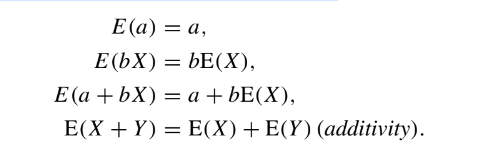 E(a) = a,
E(bX) = bE(X),
E(a + bX) = a + bE(X),
E(X + Y) = E(X) + E(Y) (additivity).